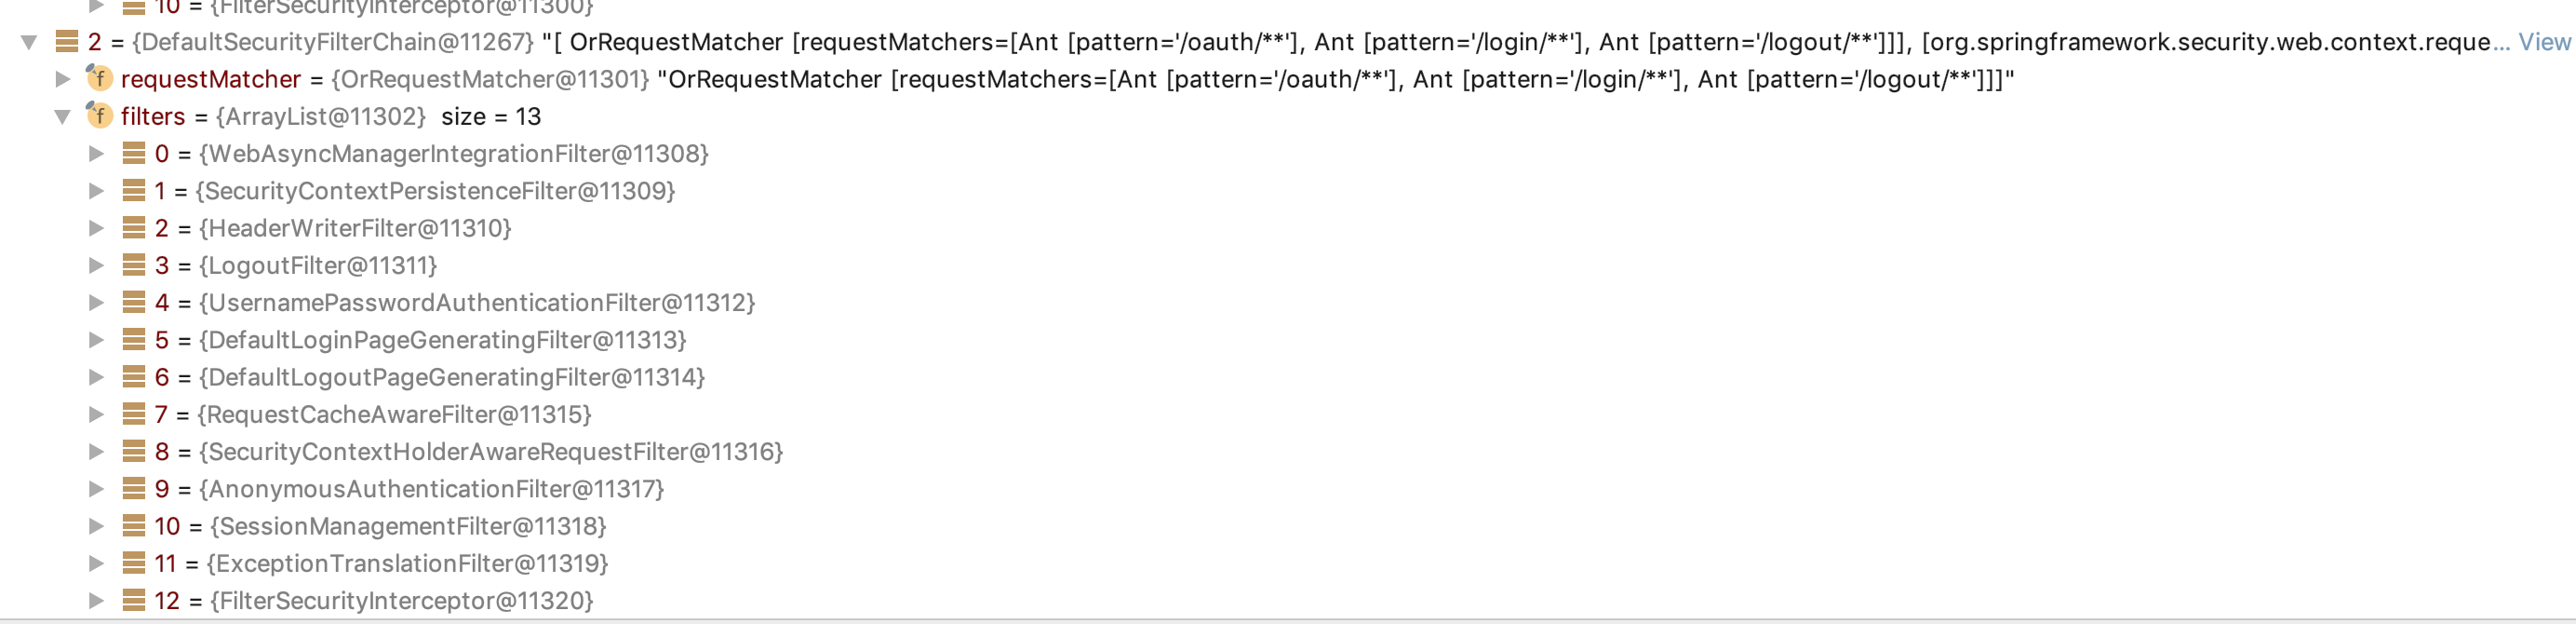 10 = {FilterSecurityInterceptor@11300}
2 = {DefaultSecurityFilterChain@11267} "[ OrRequestMatcher [requestMatchers=[Ant [pattern='/oauth/**'], Ant [pattern='/login/**'], Ant [pattern='/logout/**']]], [org.springframework.security.web.context.reque... View
f requestMatcher = {OrRequestMatcher@11301} "OrRequestMatcher [requestMatchers=[Ant [pattern='/oauth/**'], Ant [pattern='/login/**'], Ant [pattern='/logout/**']]]"
f filters = {ArrayList@11302} size = 13
0 = {WebAsyncManagerIntegrationFilter@11308}
1 = {SecurityContextPersistenceFilter@11309}
2 = {HeaderWriterFilter@11310}
3 = {LogoutFilter@11311}
4 = {UsernamePasswordAuthenticationFilter@11312}
5 = {DefaultLoginPageGeneratingFilter@11313}
6 = {DefaultLogoutPageGeneratingFilter@11314}
7 = {RequestCacheAwareFilter@11315}
8 = {SecurityContextHolderAwareRequestFilter@11316}
9 = {AnonymousAuthenticationFilter@11317}
10 = {SessionManagementFilter@11318}
11 = {ExceptionTranslationFilter@11319}
12 = {FilterSecurityInterceptor@11320}